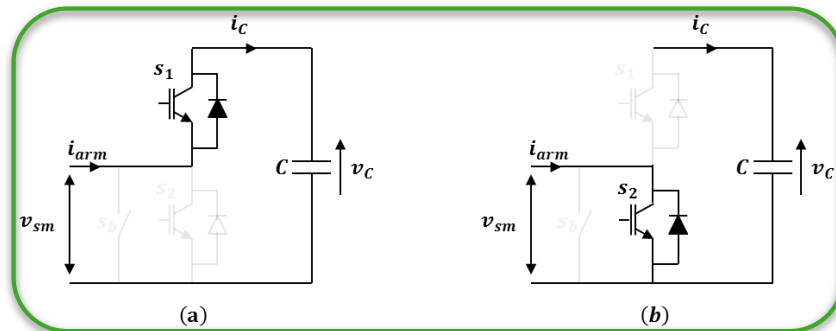 i_C
s_1
i_arm
C
v_C
v_sm
s_b
s_2
(a)
i_C
s_1
i_arm
C
v_C
v_sm
s_b
s_2
(b)